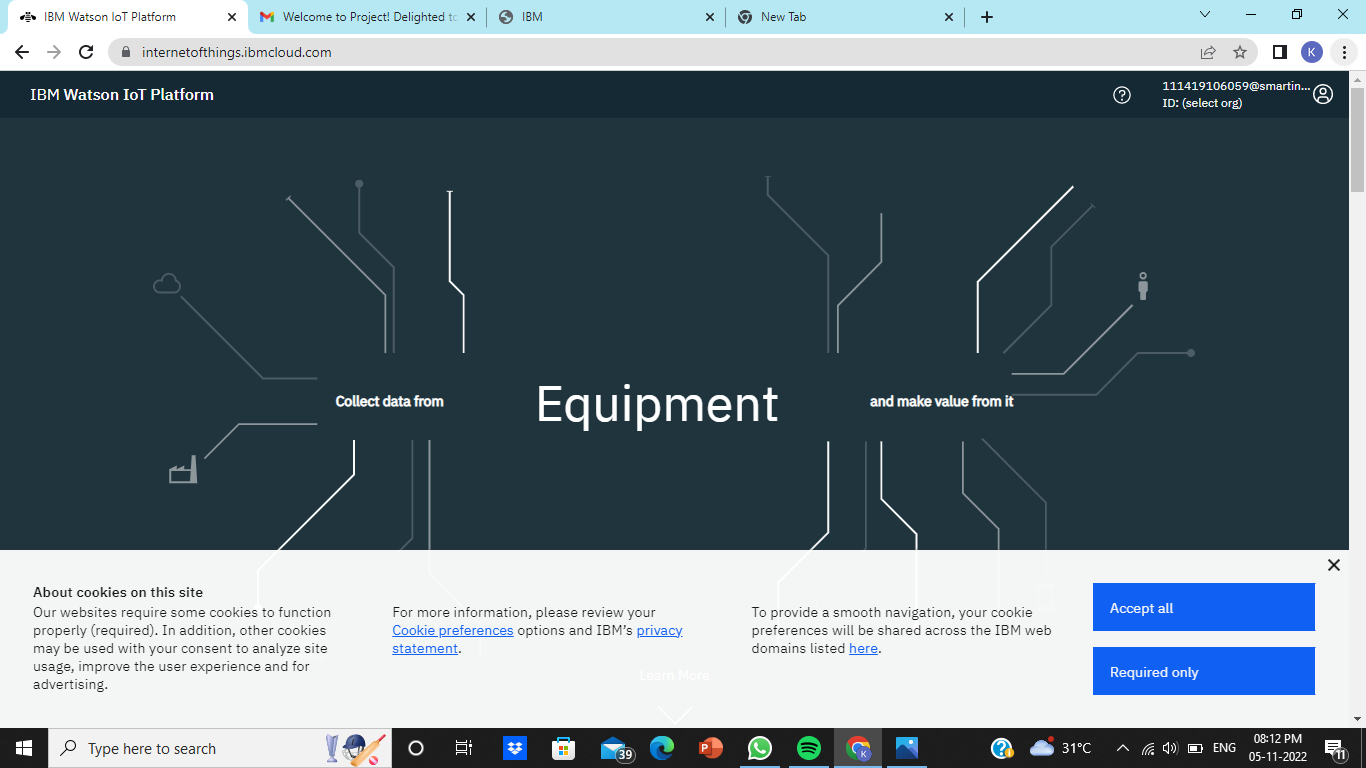 IBM Watson IoT Platform
Welcome to Project! Delighted to
IBM
New Tab
internetofthings.ibmcloud.com
K
IBM Watson IoT Platform
111419106059@smartin...
ID: (select org)
Collect data from
Equipment
and make value from it
About cookies on this site
Our websites require some cookies to function
properly (required). In addition, other cookies
may be used with your consent to analyze site
usage, improve the user experience and for
advertising.
For more information, please review your
Cookie preferences options and IBM's privacy
statement.
To provide a smooth navigation, your cookie
preferences will be shared across the IBM web
domains listed here.
Accept all
Required only
Learn More
Type here to search
39
K
31°C
ENG
08:12 PM
05-11-2022
11